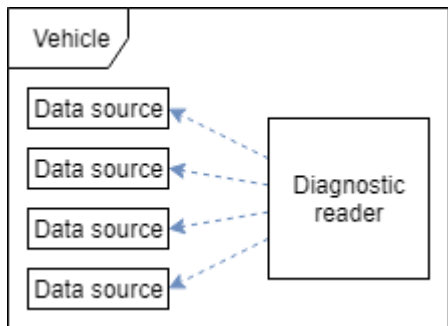 Vehicle
Data source
Data source
Data source
Data source
Diagnostic
reader